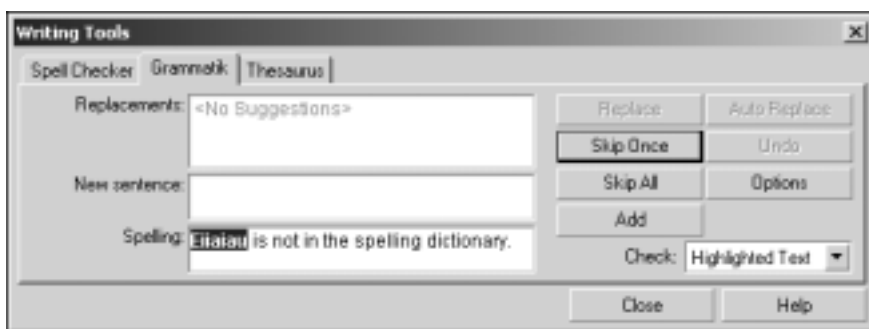 Writing Tools
Spell Checker Grammatik Thesaurus
Replacements: <No Suggestions> Replace Auto Replace
Skip Once Undo
New sentence: Skip All Options
Add
Spelling: is not in the spelling dictionary.
Check: Highlighted Text
Close Help